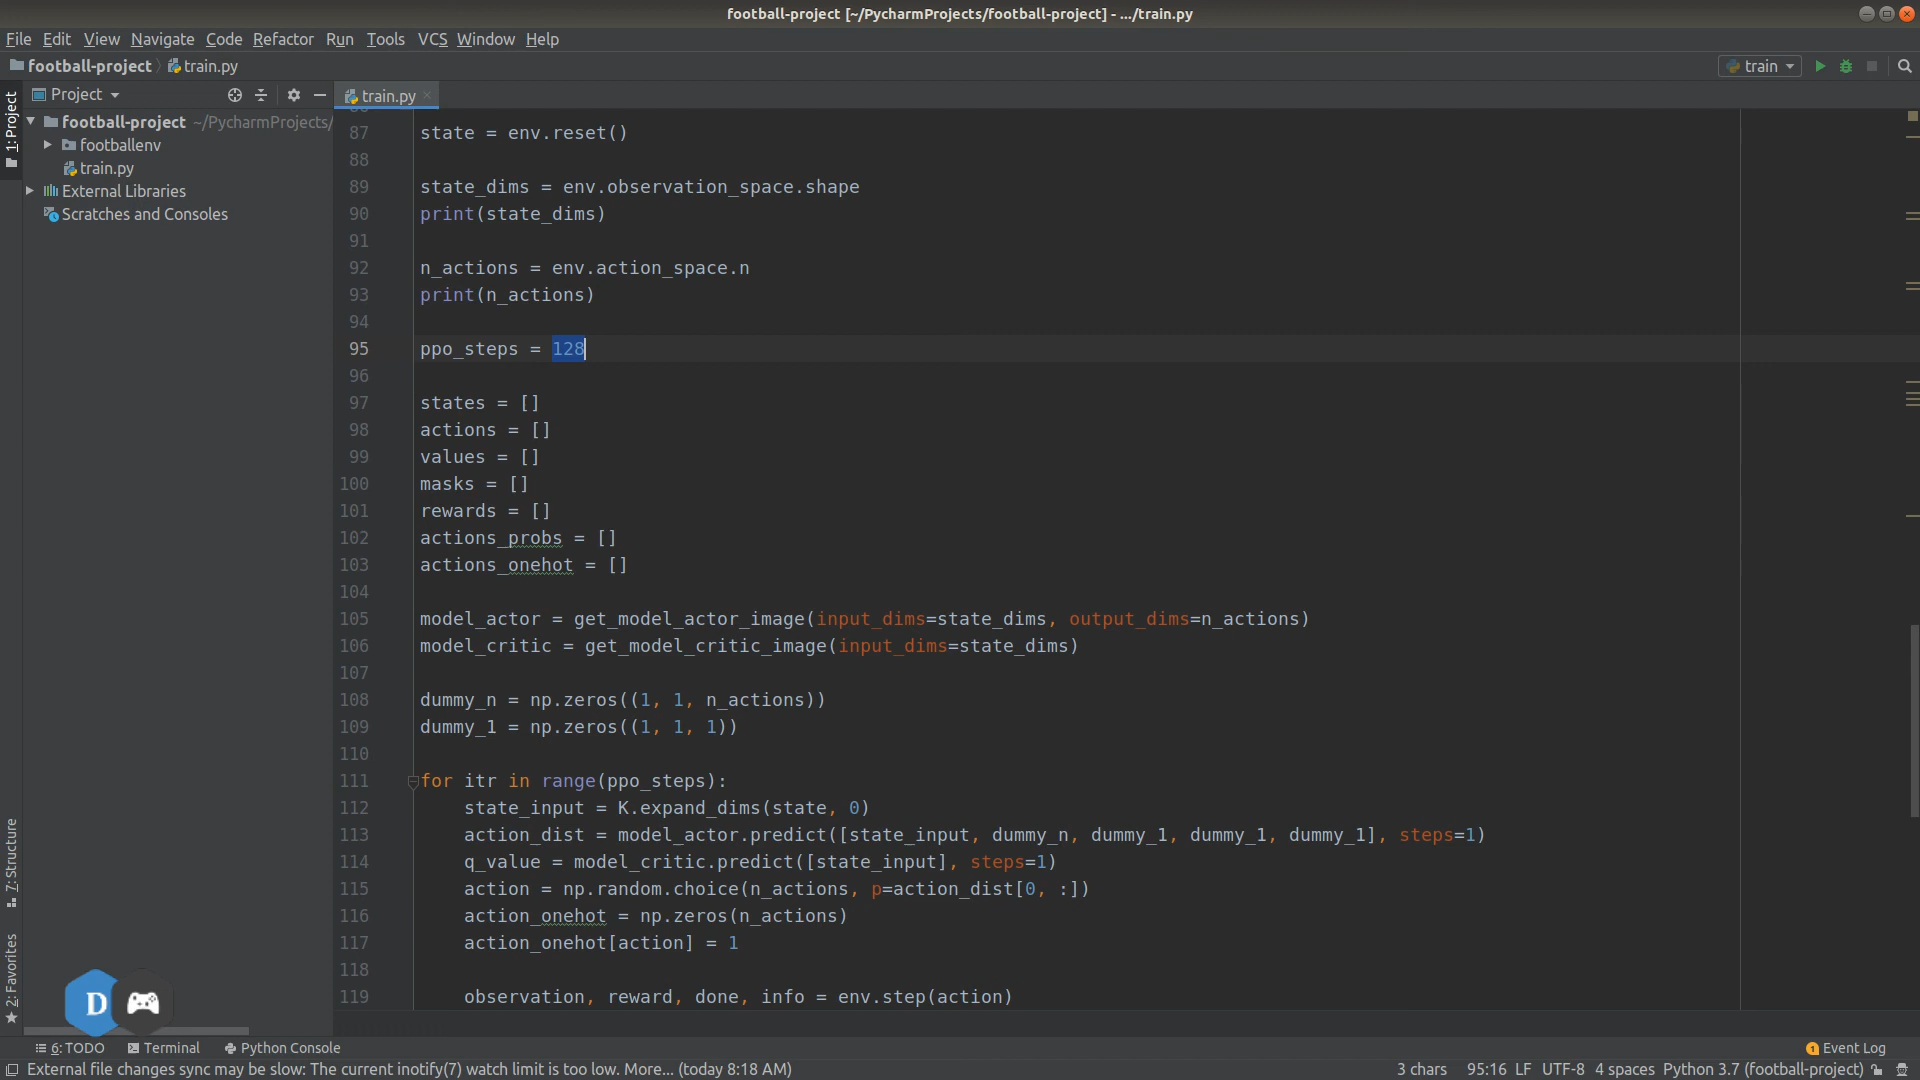 football-project [~/PycharmProjects/football-project] - .../train.py
File Edit View Navigate Code Refactor Run Tools VCS Window Help
football-project train.py
train
Project
train.py
1: Project
football-project ~/PycharmProjects/
footballenv
train.py
External Libraries
Scratches and Consoles
87 state = env.reset()
88
89 state_dims = env.observation_space.shape
90 print(state_dims)
91
92 n_actions = env.action_space.n
93 print(n_actions)
94
95 ppo_steps = 128
96
97 states = []
98 actions = []
99 values = []
100 masks = []
101 rewards = []
102 actions_probs = []
103 actions_onehot = []
104
105 model_actor = get_model_actor_image(input_dims=state_dims, output_dims=n_actions)
106 model_critic = get_model_critic_image(input_dims=state_dims)
107
108 dummy_n = np.zeros((1, 1, n_actions))
109 dummy_1 = np.zeros((1, 1, 1))
110
111 for itr in range(ppo_steps):
112 state_input = K.expand_dims(state, 0)
113 action_dist = model_actor.predict([state_input, dummy_n, dummy_1, dummy_1, dummy_1], steps=1)
114 q_value = model_critic.predict([state_input], steps=1)
115 action = np.random.choice(n_actions, p=action_dist[0, :])
116 action_onehot = np.zeros(n_actions)
117 action_onehot[action] = 1
118
119 observation, reward, done, info = env.step(action)
7: Structure
2: Favorites
D
6: TODO Terminal Python Console
1 Event Log
External file changes sync may be slow: The current inotify(7) watch limit is too low. More... (today 8:18 AM)
3 chars 95:16 LF UTF-8 4 spaces Python 3.7 (football-project)